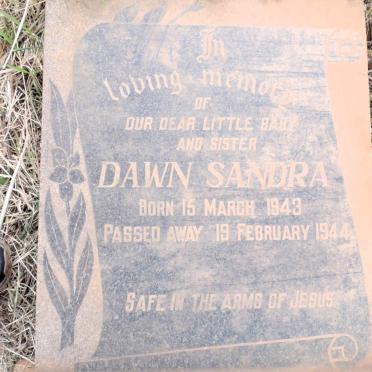 In
loving memory
OF
OUR DEAR LITTLE BABY
AND SISTER
DAWN SANDRA
BORN 15 MARCH 1943
PASSED AWAY 19 FEBRUARY 1944
SAFE IN THE ARMS OF JESUS